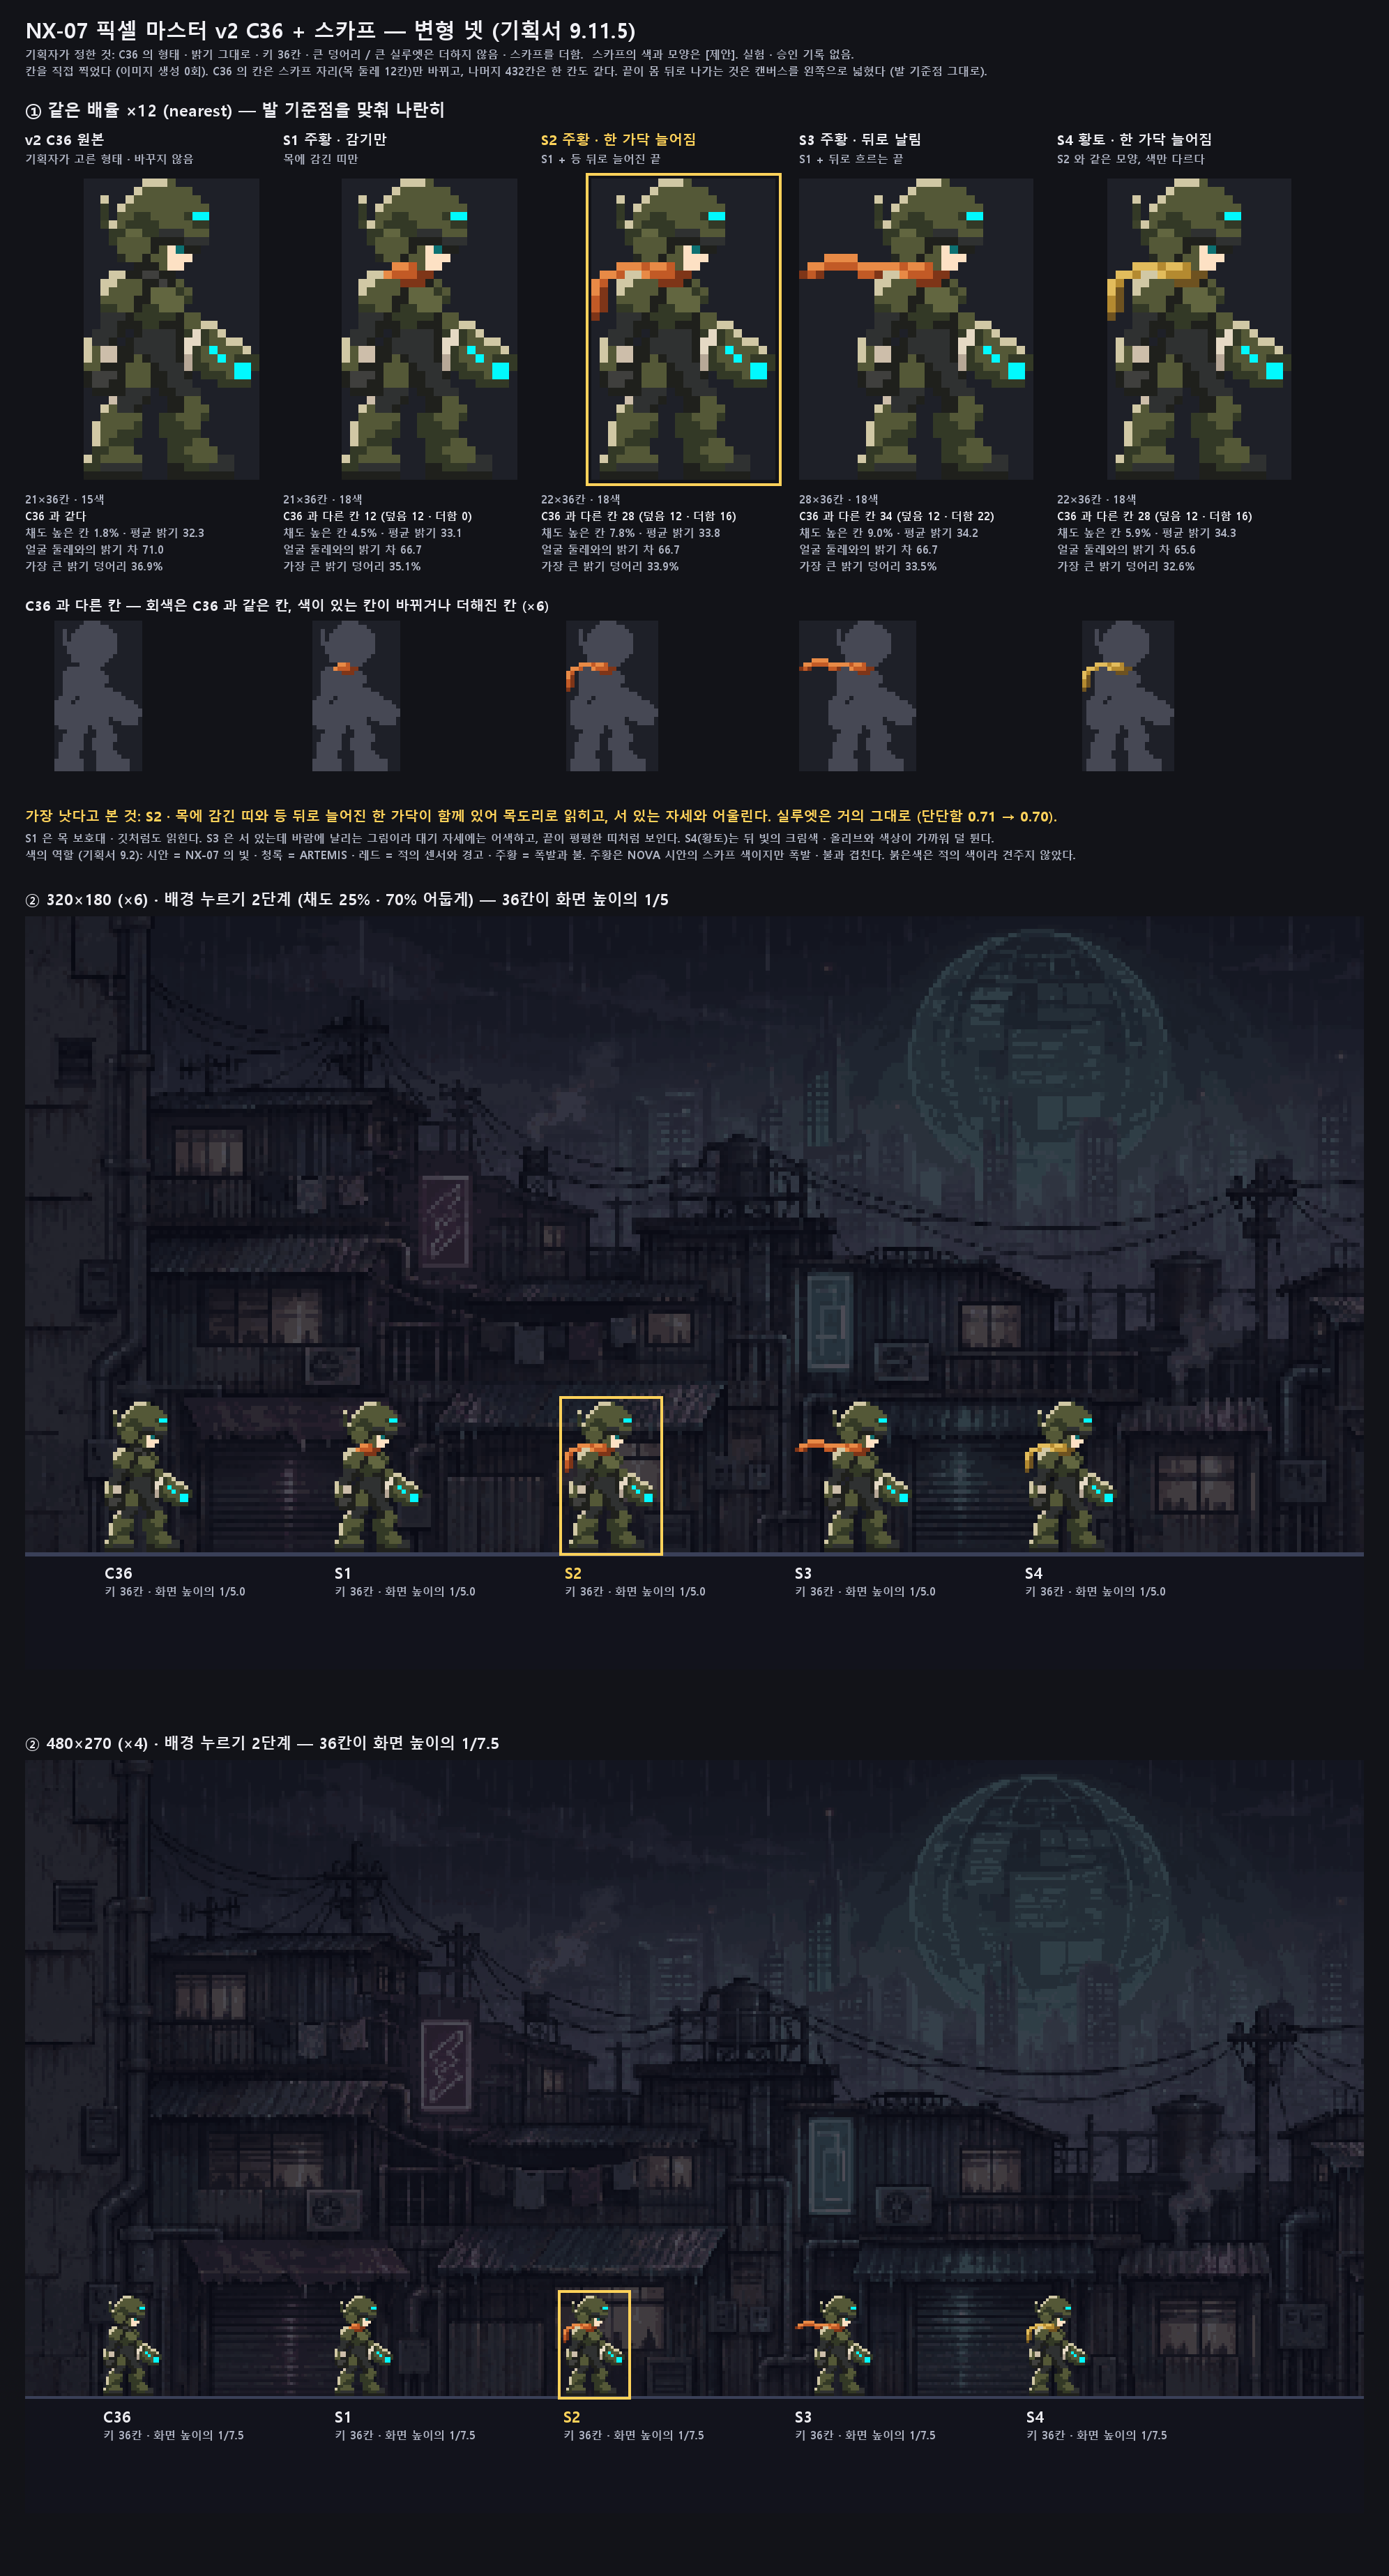 NX-07 픽셀 마스터 v2 C36 + 스카프 — 변형 넷 (기획서 9.11.5)
기획자가 정한 것: C36 의 형태 · 밝기 그대로 · 키 36칸 · 큰 덩어리 / 큰 실루엣은 더하지 않음 · 스카프를 더함. 스카프의 색과 모양은 [제안]. 실험 · 승인 기록 없음.
칸을 직접 찍었다 (이미지 생성 0회). C36 의 칸은 스카프 자리(목 둘레 12칸)만 바뀌고, 나머지 432칸은 한 칸도 같다. 끝이 몸 뒤로 나가는 것은 캔버스를 왼쪽으로 넓혔다 (발 기준점 그대로).
① 같은 배율 ×12 (nearest) — 발 기준점을 맞춰 나란히
v2 C36 원본
기획자가 고른 형태 · 바꾸지 않음
S1 주황 · 감기만
목에 감긴 띠만
S2 주황 · 한 가닥 늘어짐
S1 + 등 뒤로 늘어진 끝
S3 주황 · 뒤로 날림
S1 + 뒤로 흐르는 끝
S4 황토 · 한 가닥 늘어짐
S2 와 같은 모양, 색만 다르다
21×36칸 · 15색
C36 과 같다
채도 높은 칸 1.8% · 평균 밝기 32.3
얼굴 둘레와의 밝기 차 71.0
가장 큰 밝기 덩어리 36.9%
21×36칸 · 18색
C36 과 다른 칸 12 (덮음 12 · 더함 0)
채도 높은 칸 4.5% · 평균 밝기 33.1
얼굴 둘레와의 밝기 차 66.7
가장 큰 밝기 덩어리 35.1%
22×36칸 · 18색
C36 과 다른 칸 28 (덮음 12 · 더함 16)
채도 높은 칸 7.8% · 평균 밝기 33.8
얼굴 둘레와의 밝기 차 66.7
가장 큰 밝기 덩어리 33.9%
28×36칸 · 18색
C36 과 다른 칸 34 (덮음 12 · 더함 22)
채도 높은 칸 9.0% · 평균 밝기 34.2
얼굴 둘레와의 밝기 차 66.7
가장 큰 밝기 덩어리 33.5%
22×36칸 · 18색
C36 과 다른 칸 28 (덮음 12 · 더함 16)
채도 높은 칸 5.9% · 평균 밝기 34.3
얼굴 둘레와의 밝기 차 65.6
가장 큰 밝기 덩어리 32.6%
C36 과 다른 칸 — 회색은 C36 과 같은 칸, 색이 있는 칸이 바뀌거나 더해진 칸 (×6)
가장 낫다고 본 것: S2 · 목에 감긴 띠와 등 뒤로 늘어진 한 가닥이 함께 있어 목도리로 읽히고, 서 있는 자세와 어울린다. 실루엣은 거의 그대로 (단단함 0.71 → 0.70).
S1 은 목 보호대 · 깃처럼도 읽힌다. S3 은 서 있는데 바람에 날리는 그림이라 대기 자세에는 어색하고, 끝이 평평한 띠처럼 보인다. S4(황토)는 뒤 빛의 크림색 · 올리브와 색상이 가까워 덜 튄다.
색의 역할 (기획서 9.2): 시안 = NX-07 의 빛 · 청록 = ARTEMIS · 레드 = 적의 센서와 경고 · 주황 = 폭발과 불. 주황은 NOVA 시안의 스카프 색이지만 폭발 · 불과 겹친다. 붉은색은 적의 색이라 견주지 않았다.
② 320×180 (×6) · 배경 누르기 2단계 (채도 25% · 70% 어둡게) — 36칸이 화면 높이의 1/5
C36
키 36칸 · 화면 높이의 1/5.0
S1
키 36칸 · 화면 높이의 1/5.0
S2
키 36칸 · 화면 높이의 1/5.0
S3
키 36칸 · 화면 높이의 1/5.0
S4
키 36칸 · 화면 높이의 1/5.0
② 480×270 (×4) · 배경 누르기 2단계 — 36칸이 화면 높이의 1/7.5
C36
키 36칸 · 화면 높이의 1/7.5
S1
키 36칸 · 화면 높이의 1/7.5
S2
키 36칸 · 화면 높이의 1/7.5
S3
키 36칸 · 화면 높이의 1/7.5
S4
키 36칸 · 화면 높이의 1/7.5